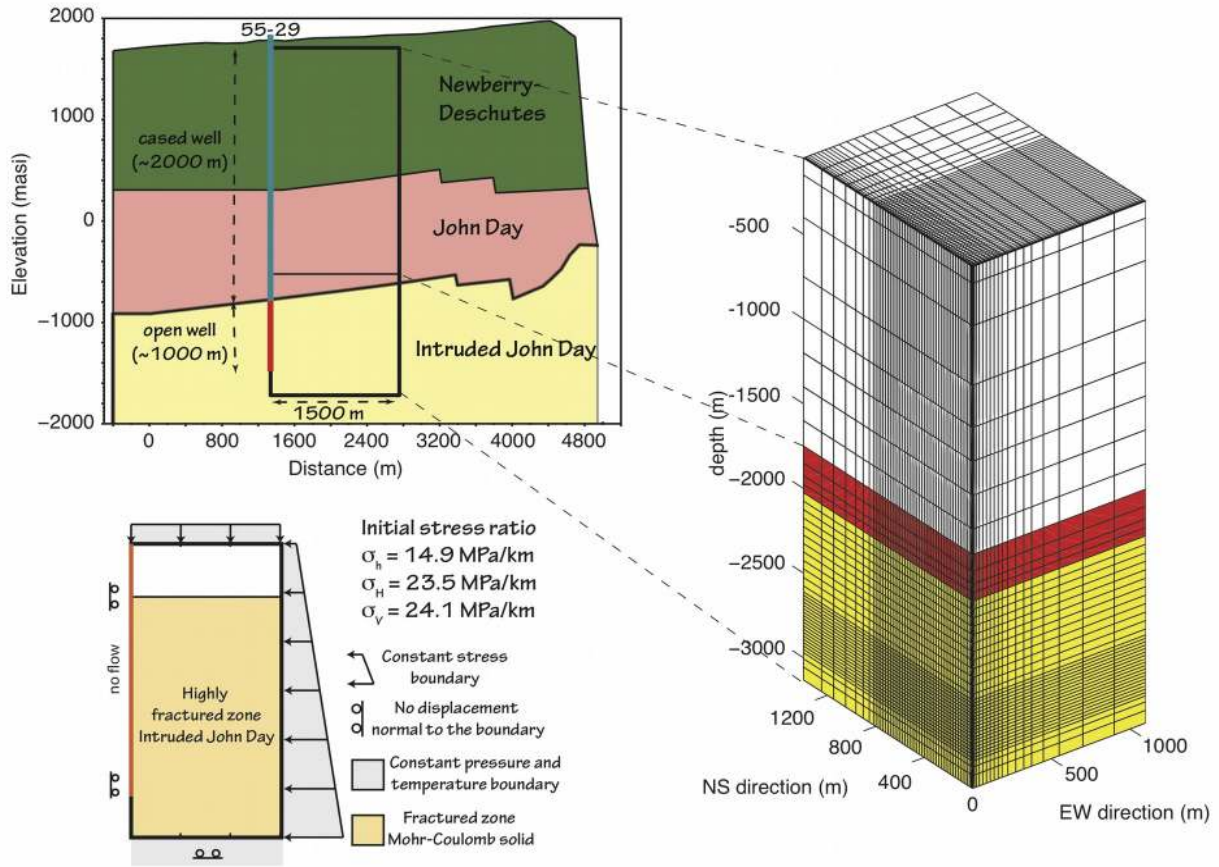 2000
1000
0
−1000
−2000
Elevation (masi)
55-29
cased well
(~2000 m)
open well
(~1000 m)
Newberry-
Deschutes
John Day
Intruded John Day
1500 m
0 800 1600 2400 3200 4000 4800
Distance (m)
no flow
Highly
fractured zone
Intruded John Day
Initial stress ratio
σh = 14.9 MPa/km
σH = 23.5 MPa/km
σV = 24.1 MPa/km
Constant stress
boundary
No displacement
normal to the boundary
Constant pressure and
temperature boundary
Fractured zone
Mohr-Coulomb solid
-500
-1000
-1500
−2000
−2500
−3000
depth (m)
1200
800
400
0
500
1000
NS direction (m)
EW direction (m)